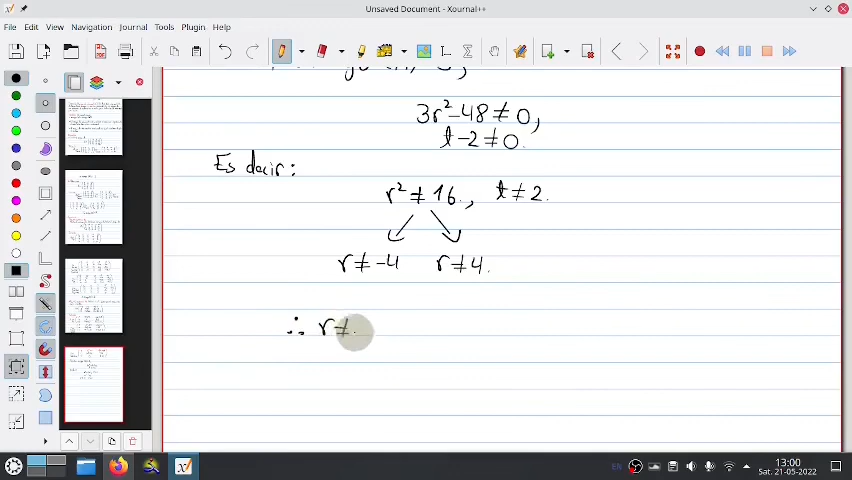 Unsaved Document - Xournal++
File Edit View Navigation Journal Tools Plugin Help
3r²-48≠0,
t-2≠0.
Es decir:
r²≠16, t≠2.
r≠-4 r≠4.
∴ r≠
EN
13:00
Sat. 21-05-2022